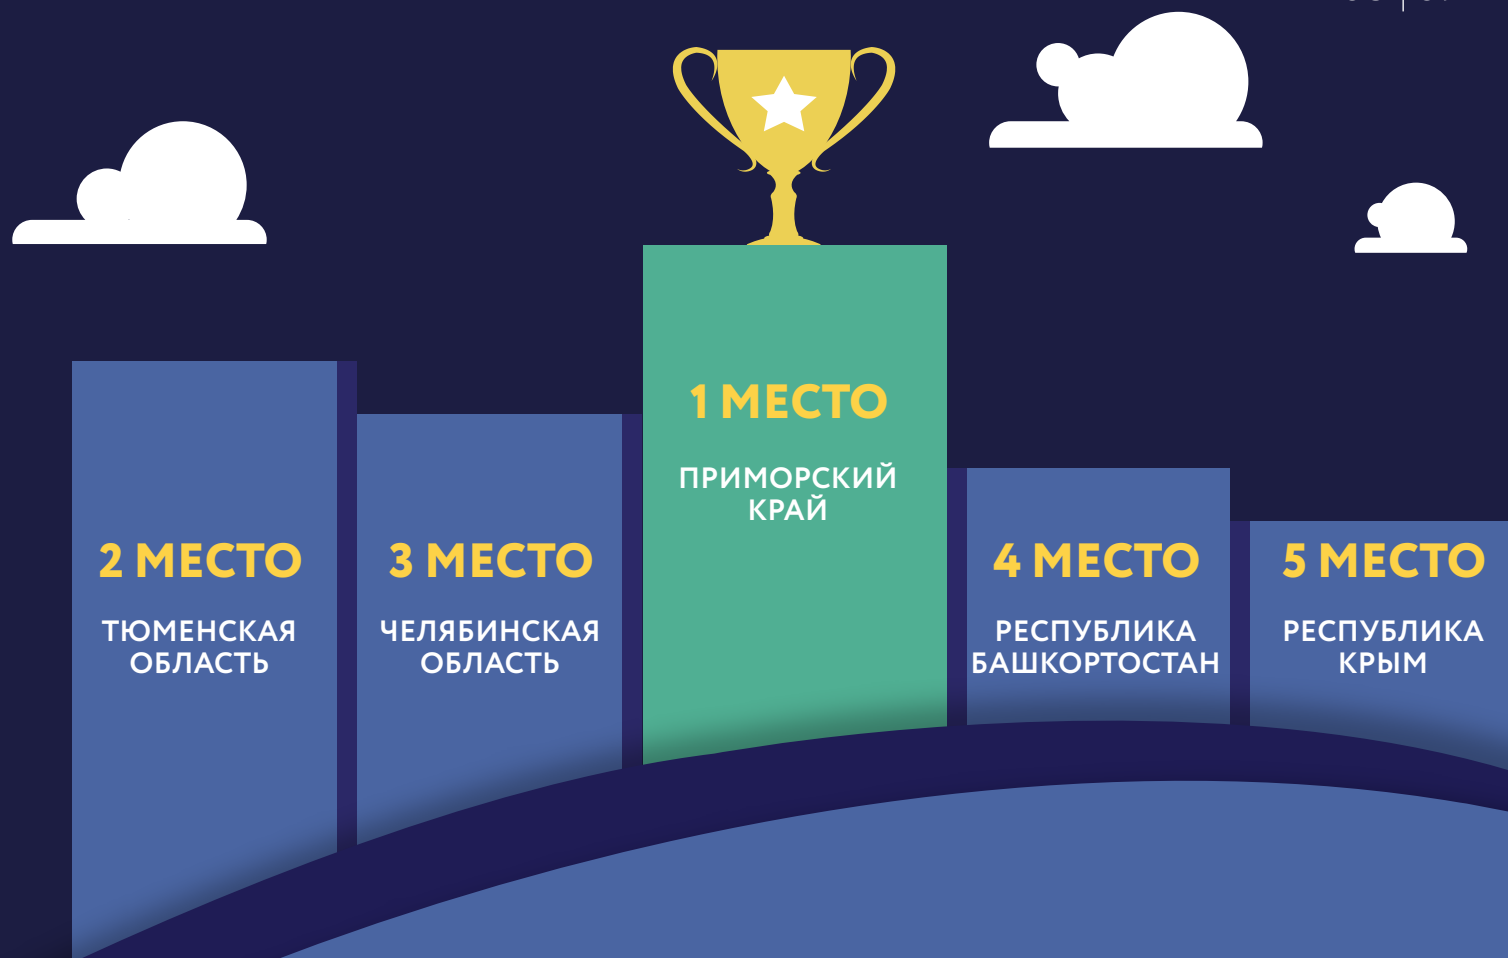 1 МЕСТО
ПРИМОРСКИЙ
КРАЙ
2 МЕСТО
ТЮМЕНСКАЯ
ОБЛАСТЬ
3 МЕСТО
ЧЕЛЯБИНСКАЯ
ОБЛАСТЬ
4 МЕСТО
РЕСПУБЛИКА
БАШКОРТОСТАН
5 МЕСТО
РЕСПУБЛИКА
КРЫМ